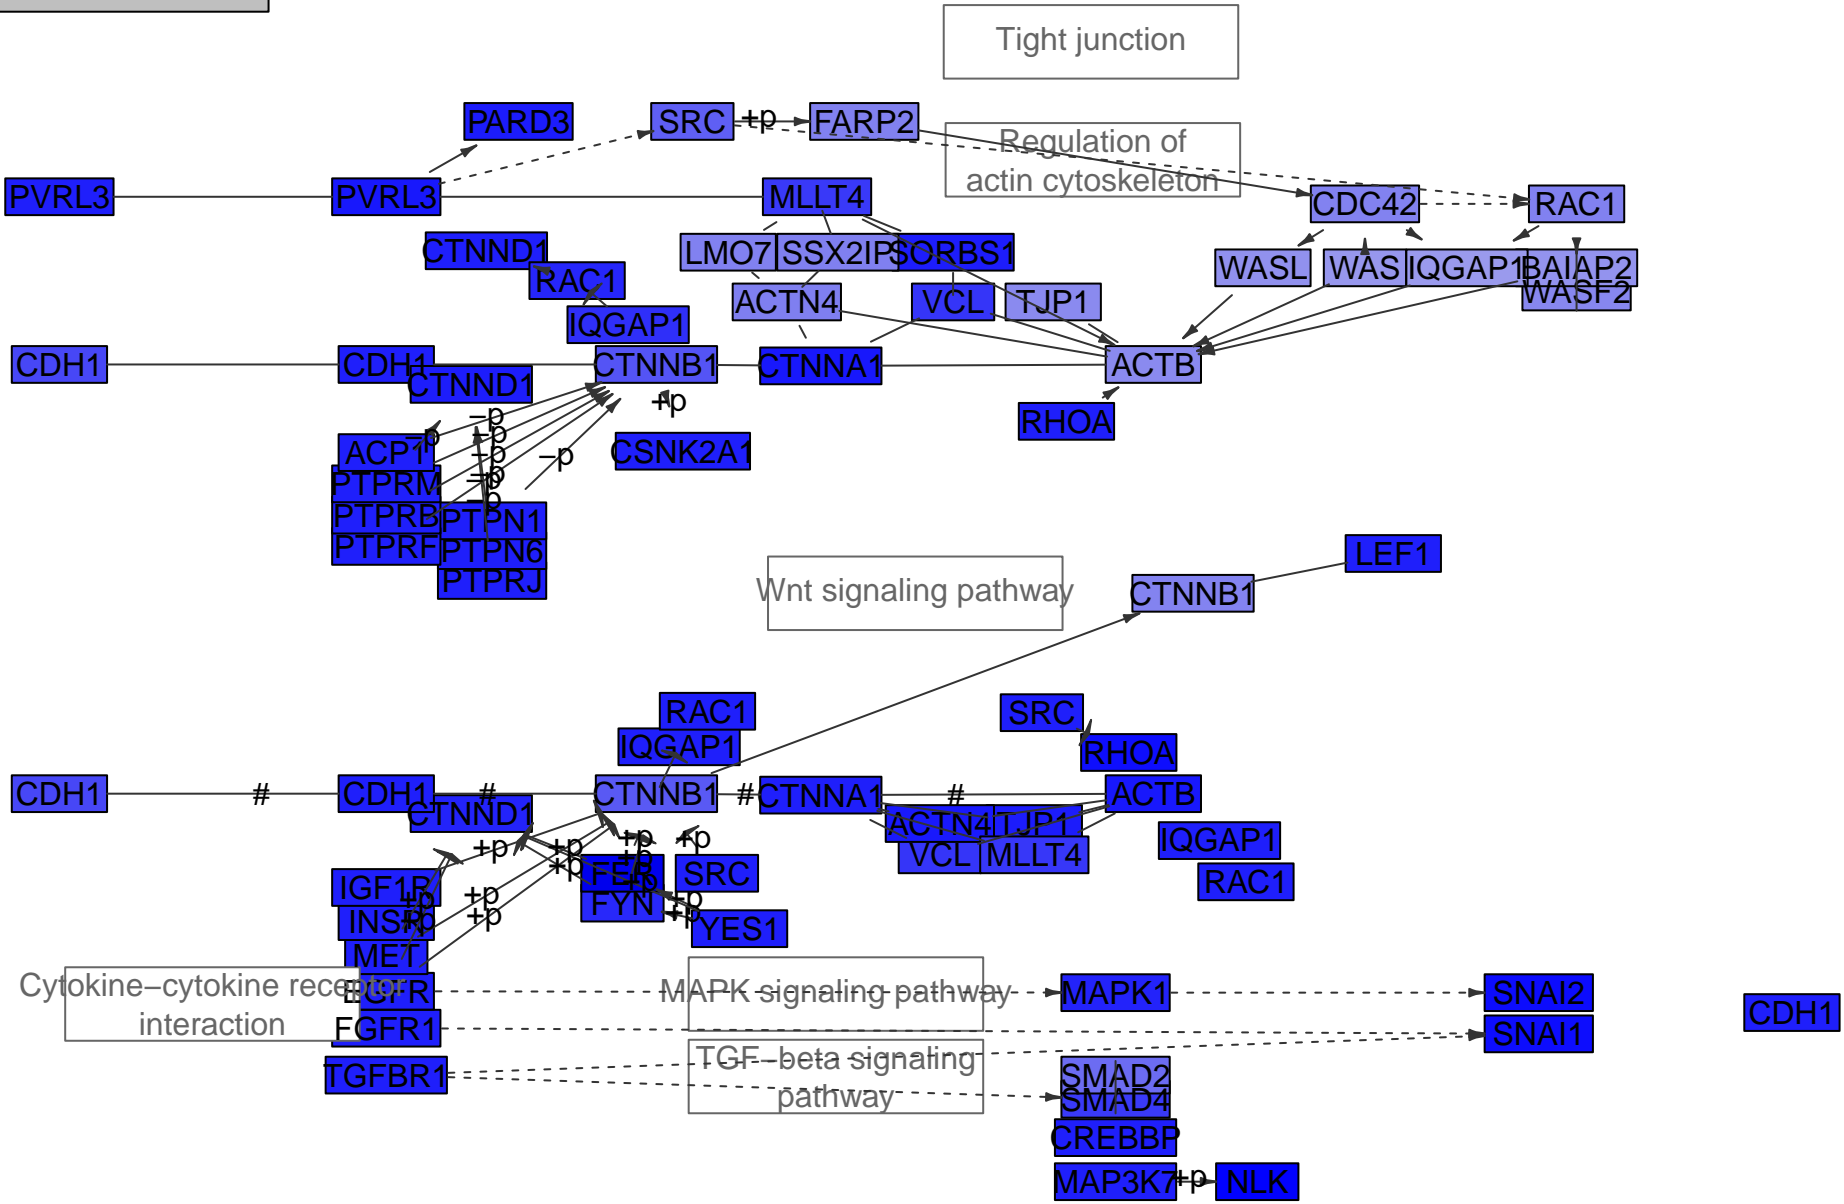 Tight junction
PARD3
SRC
+p
FARP2
Regulation of
actin cytoskeleton
PVRL3
PVRL3
MLLT4
CDC42
RAC1
CTNND1
LMO7
SSX2IP
SORBS1
WASL
WAS
IQGAP1
BAIAP2
RAC1
WASF2
ACTN4
VCL
TJP1
IQGAP1
CDH1
CDH1
CTNNB1
CTNNA1
ACTB
CTNND1
+p
−p
RHOA
−p
−p
ACP1
−p
−p
CSNK2A1
−p
−p
PTPRM
−p
PTPRB
PTPN1
PTPRF
PTPN6
LEF1
PTPRJ
Wnt signaling pathway
CTNNB1
RAC1
SRC
IQGAP1
RHOA
CDH1
#
CDH1
#
CTNNB1
#
CTNNA1
#
ACTB
CTNND1
ACTN4
TJP1
+p
+p
+p
+p
IQGAP1
VCL
MLLT4
+p
+p
FER
SRC
+p
RAC1
IGF1R
+p
+p
FYN
+p
INSR
+p
+p
+p
YES1
MET
Cytokine−cytokine receptor
interaction
EGFR
MAPK signaling pathway
MAPK1
SNAI2
CDH1
FGFR1
SNAI1
TGF−beta signaling
pathway
TGFBR1
SMAD2
SMAD4
CREBBP
MAP3K7
+p
NLK